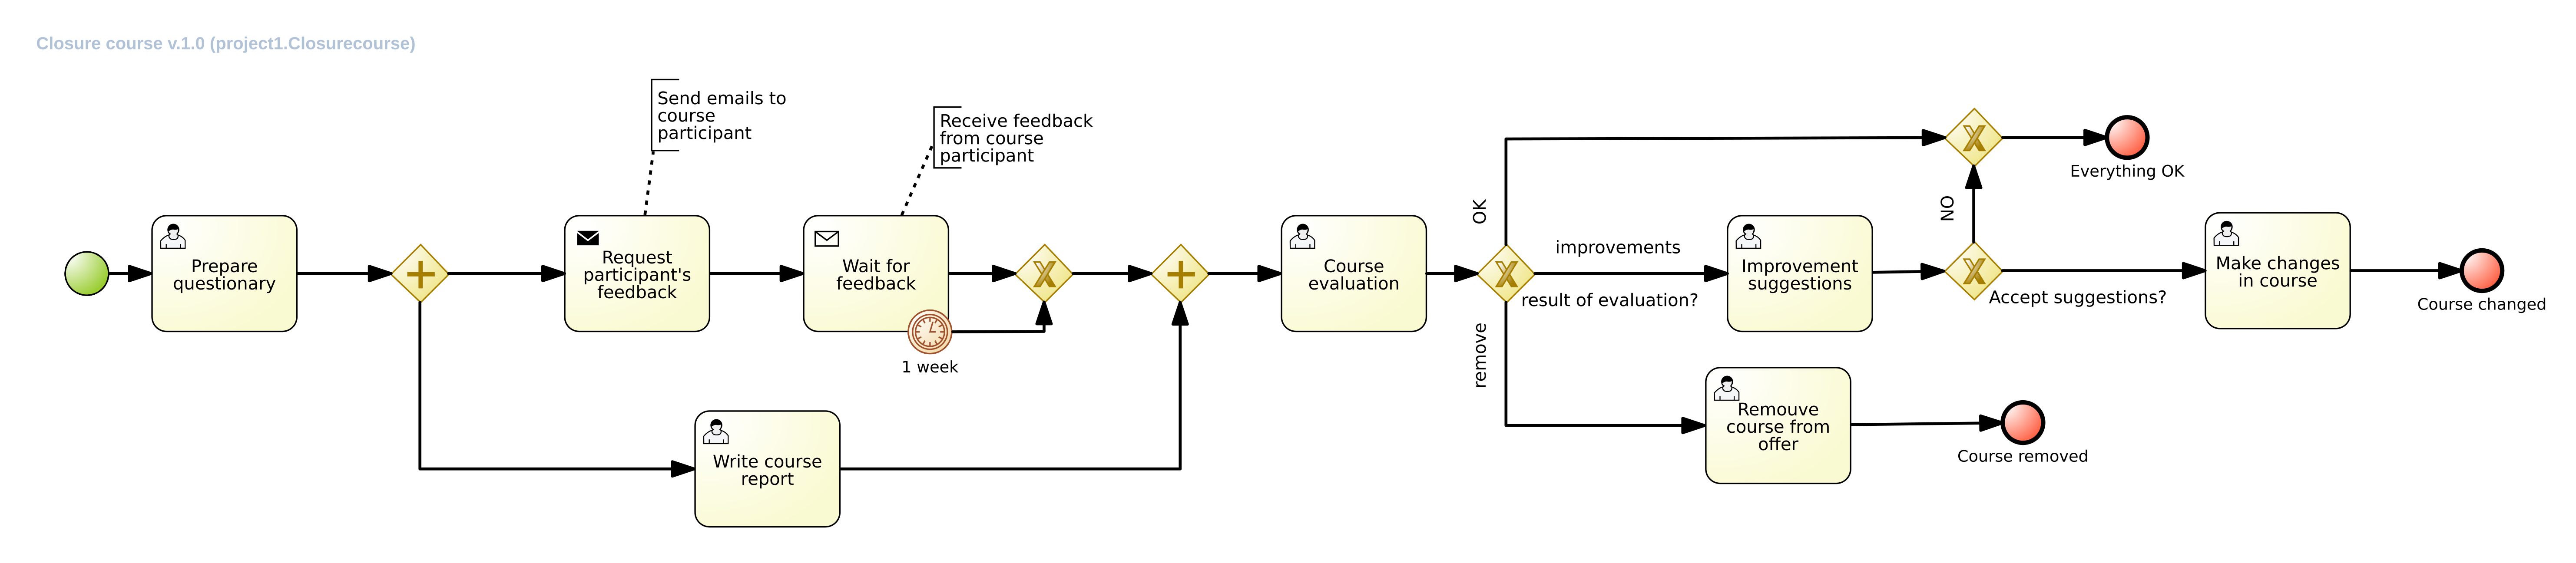 Closure course v.1.0 (project1.Closurecourse)
Send emails to
course
participant
Receive feedback
from course
participant
Prepare
questionary
Request
participant's
feedback
Wait for
feedback
1 week
Write course
report
Course
evaluation
OK
improvements
result of evaluation?
remove
Improvement
suggestions
Remouve
course from
offer
Course removed
NO
Accept suggestions?
Everything OK
Make changes
in course
Course changed